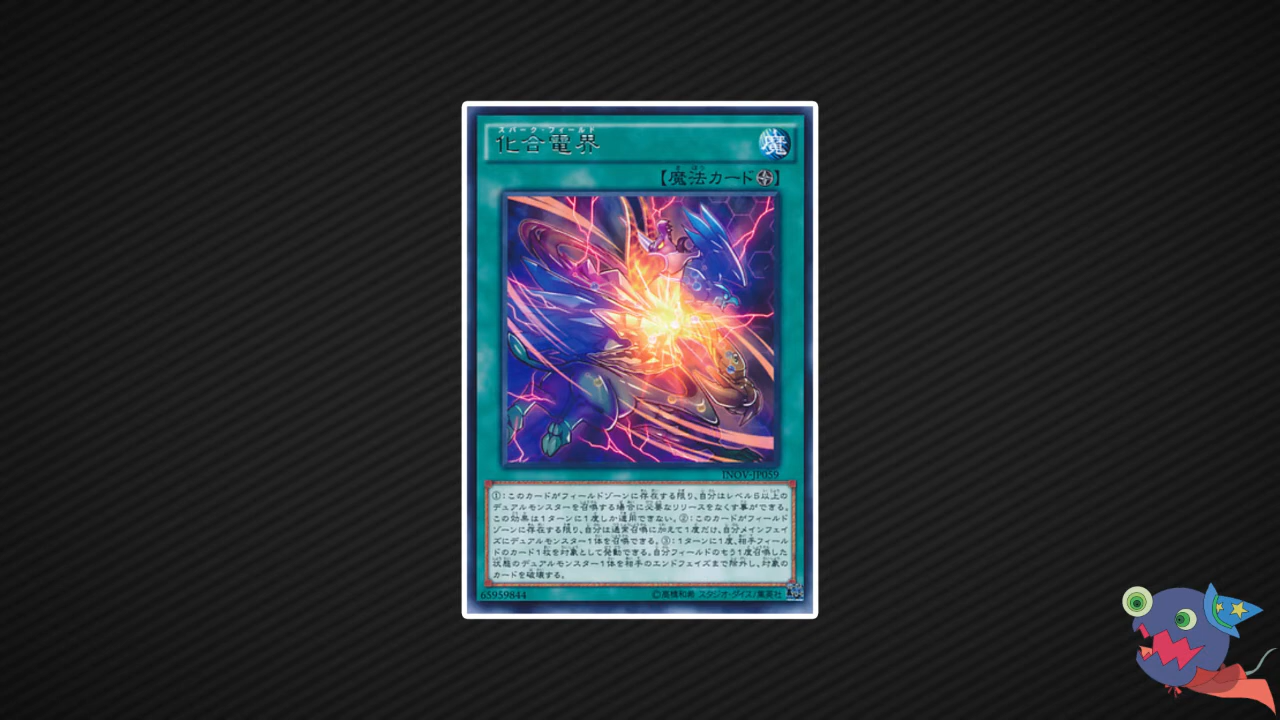 スパーク・フィールド
化合電界
魔
まほう
【魔法カード】
INOV-JP059
①:このカードがフィールドゾーンに存在する限り、自分はレベル5以上の
デュアルモンスターを召喚する場合に必要なリリースをなくす事ができる。
この効果は1ターンに1度しか適用できない。②:このカードがフィールド
ゾーンに存在する限り、自分は通常召喚に加えて1度だけ、自分メインフェイ
ズにデュアルモンスター1体を召喚できる。③:1ターンに1度、相手フィール
ドのカード1枚を対象として発動できる。自分フィールドのもう1度召喚した
状態のデュアルモンスター1体を相手のエンドフェイズまで除外し、対象の
カードを破壊する。
65959844
©高橋和希 スタジオ・ダイス/集英社